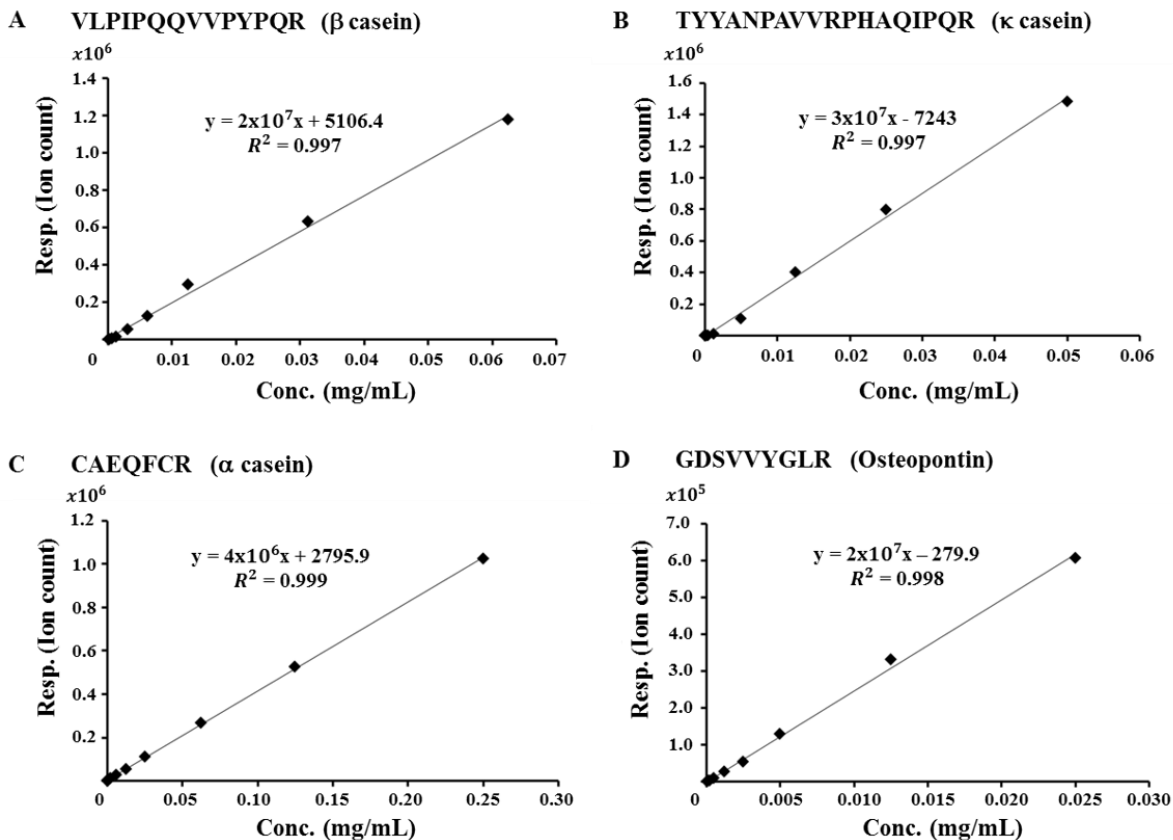 A VLPIPQQVVPYPQR (β casein)
x10⁶
1.4
1.2
1.0
0.8
0.6
0.4
0.2
0 0.01 0.02 0.03 0.04 0.05 0.06 0.07
Resp. (Ion count)
Conc. (mg/mL)
y = 2x10⁷x + 5106.4
R² = 0.997
B TYYANPAVVRPHAQIPQR (κ casein)
x10⁶
1.6
1.4
1.2
1.0
0.8
0.6
0.4
0.2
0 0.01 0.02 0.03 0.04 0.05 0.06
Resp. (Ion count)
Conc. (mg/mL)
y = 3x10⁷x - 7243
R² = 0.997
C CAEQFCR (α casein)
x10⁶
1.2
1.0
0.8
0.6
0.4
0.2
0 0.05 0.10 0.15 0.20 0.25 0.30
Resp. (Ion count)
Conc. (mg/mL)
y = 4x10⁶x + 2795.9
R² = 0.999
D GDSVVYGLR (Osteopontin)
x10⁵
7.0
6.0
5.0
4.0
3.0
2.0
1.0
0 0.005 0.010 0.015 0.020 0.025 0.030
Resp. (Ion count)
Conc. (mg/mL)
y = 2x10⁷x – 279.9
R² = 0.998